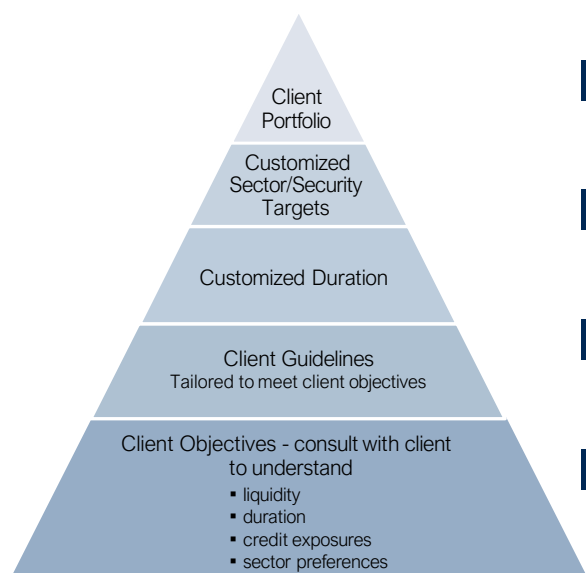 Client
Portfolio
Customized
Sector/Security
Targets
Customized Duration
Client Guidelines
Tailored to meet client objectives
Client Objectives - consult with client
to understand
▪ liquidity
▪ duration
▪ credit exposures
▪ sector preferences